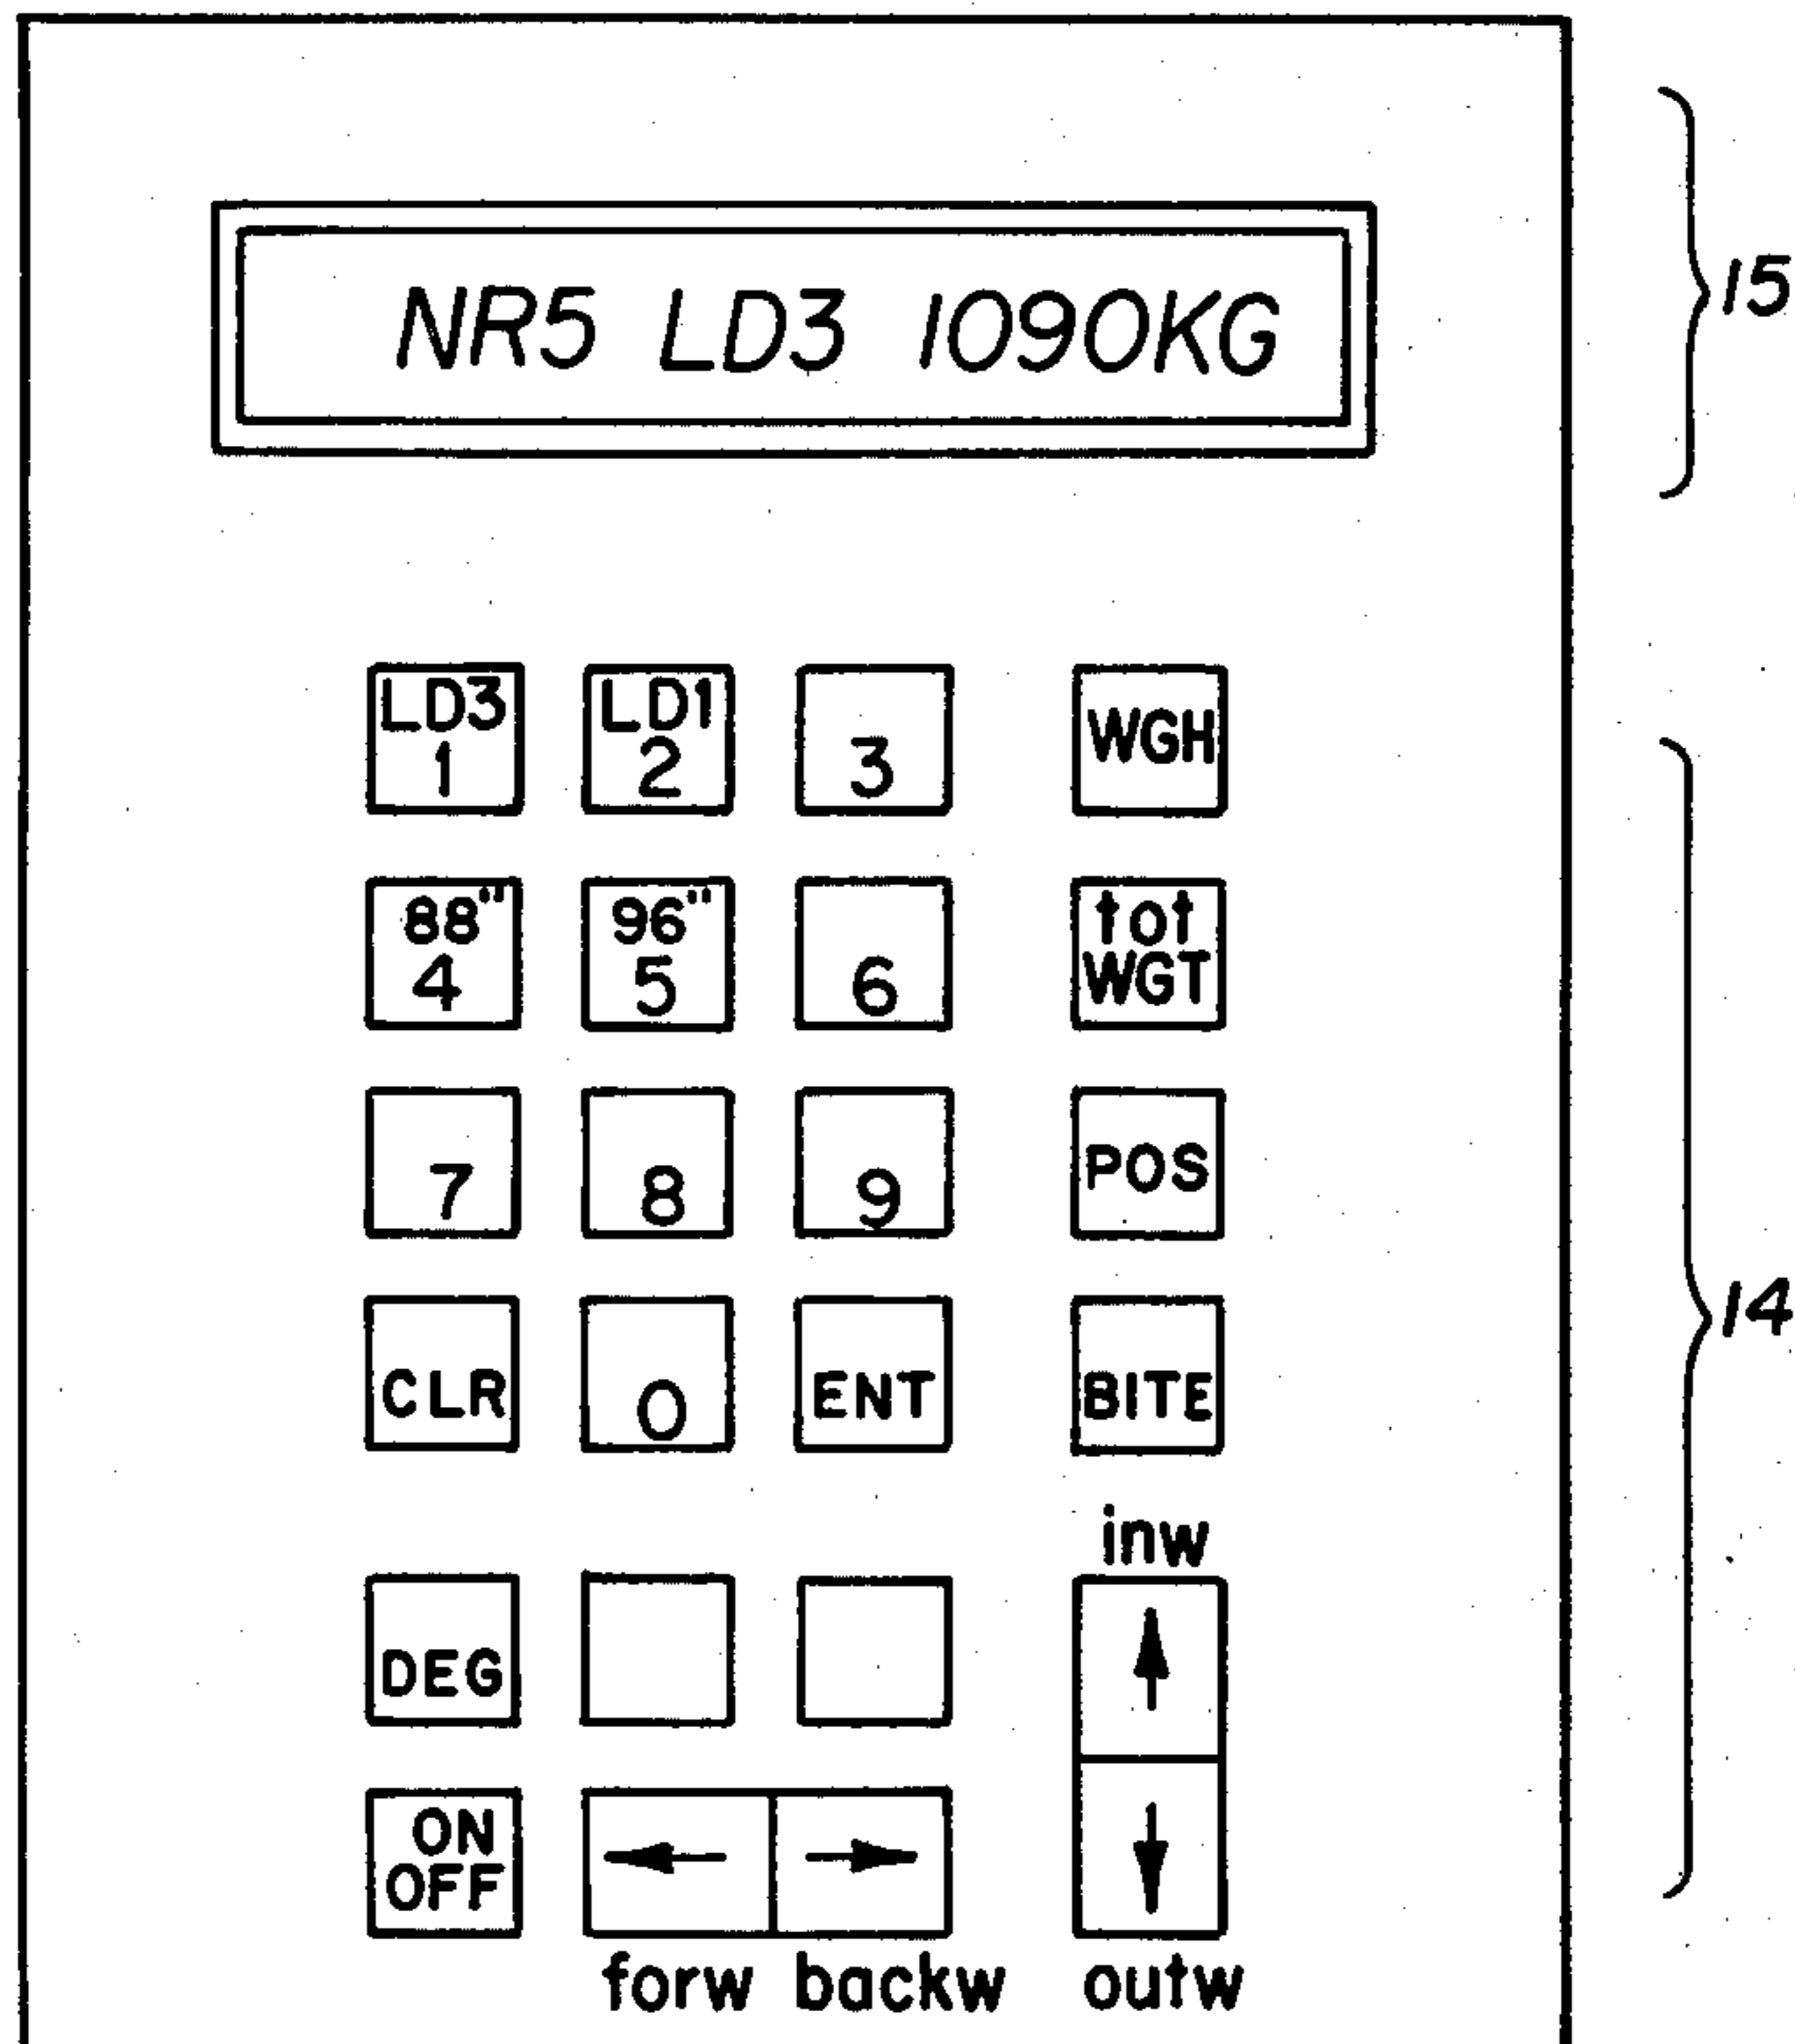 NR5 LD3 1090KG
15
LD3 LD1
1 2 3 WGH
88" 96" tot
4 5 6 WGT
7 8 9 POS
14
CLR 0 ENT BITE
inw
DEG
ON
OFF
forw backw outw